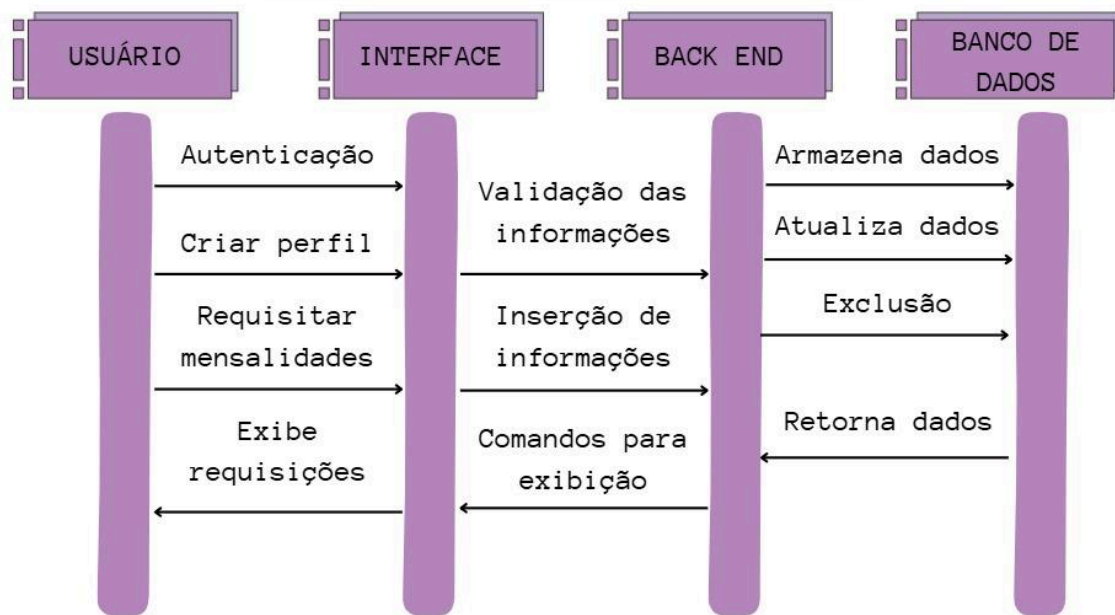 USUÁRIO
INTERFACE
BACK END
BANCO DE
DADOS
Autenticação
Armazena dados
Validação das
informações
Criar perfil
Atualiza dados
Requisitar
mensalidades
Inserção de
informações
Exclusão
Exibe
requisições
Comandos para
exibição
Retorna dados